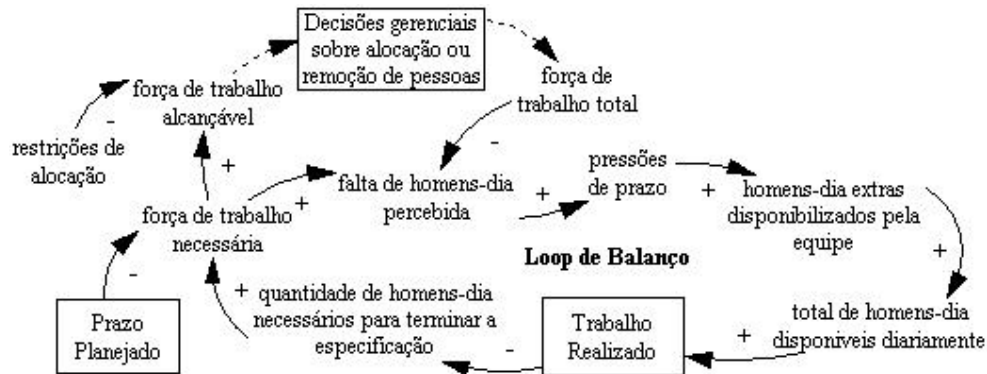 Decisões gerenciais
sobre alocação ou
remoção de pessoas
força de
trabalho total
força de trabalho
alcançável
-
restrições de
alocação
+
-
pressões
de prazo
falta de homens-dia
percebida
+
+
+
homens-dia extras
disponibilizados pela
equipe
força de trabalho
necessária
Loop de Balanço
+
-
Prazo
Planejado
+
quantidade de homens-dia
necessários para terminar a
especificação
-
Trabalho
Realizado
+
total de homens-dia
disponíveis diariamente